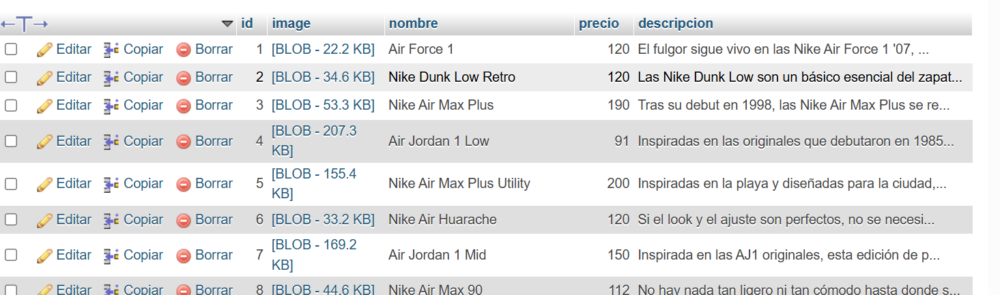 id image nombre precio descripcion
Editar Copiar Borrar 1 [BLOB - 22.2 KB] Air Force 1 120 El fulgor sigue vivo en las Nike Air Force 1 '07, ...
Editar Copiar Borrar 2 [BLOB - 34.6 KB] Nike Dunk Low Retro 120 Las Nike Dunk Low son un básico esencial del zapat...
Editar Copiar Borrar 3 [BLOB - 53.3 KB] Nike Air Max Plus 190 Tras su debut en 1998, las Nike Air Max Plus se re...
Editar Copiar Borrar 4 [BLOB - 207.3 KB] Air Jordan 1 Low 91 Inspiradas en las originales que debutaron en 1985...
Editar Copiar Borrar 5 [BLOB - 155.4 KB] Nike Air Max Plus Utility 200 Inspiradas en la playa y diseñadas para la ciudad,...
Editar Copiar Borrar 6 [BLOB - 33.2 KB] Nike Air Huarache 120 Si el look y el ajuste son perfectos, no se necesi...
Editar Copiar Borrar 7 [BLOB - 169.2 KB] Air Jordan 1 Mid 150 Inspirada en las AJ1 originales, esta edición de p...
Editar Copiar Borrar 8 [BLOB - 44.6 KB] Nike Air Max 90 112 No hay nada tan ligero ni tan cómodo hasta donde s...